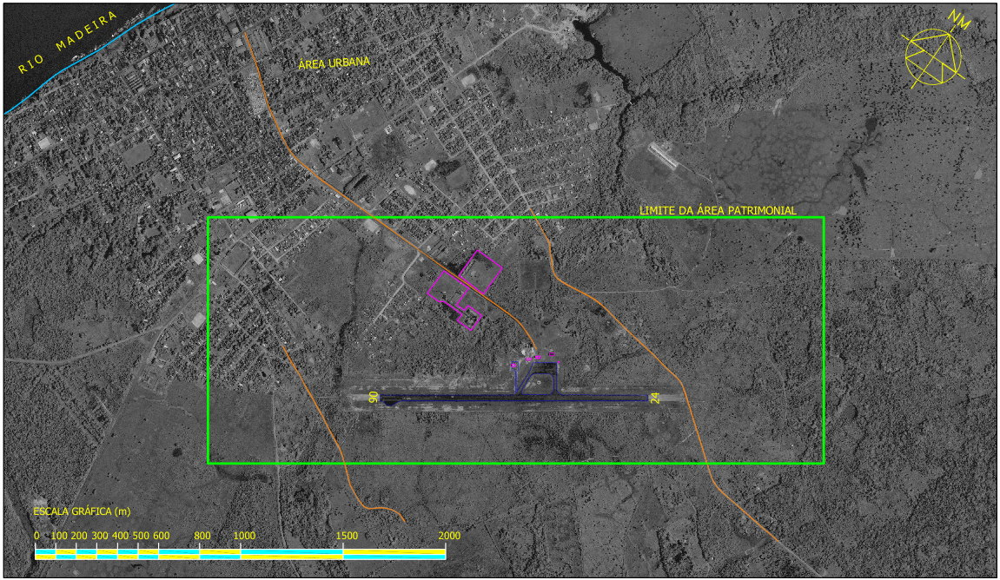 RIO MADEIRA
ÁREA URBANA
NM
LIMITE DA ÁREA PATRIMONIAL
06
24
ESCALA GRÁFICA (m)
0 100 200 300 400 500 600 800 1000 1500 2000